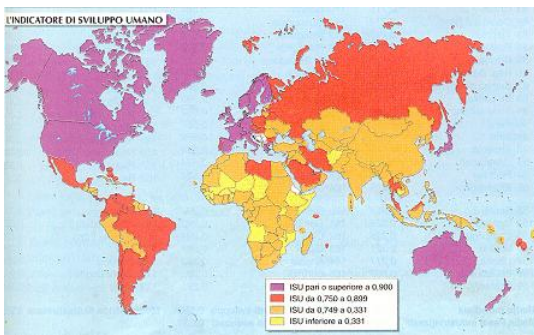 L'INDICATORE DI SVILUPPO UMANO
ISU pari o superiore a 0,900
ISU da 0,750 a 0,899
ISU da 0,749 a 0,331
ISU inferiore a 0,331